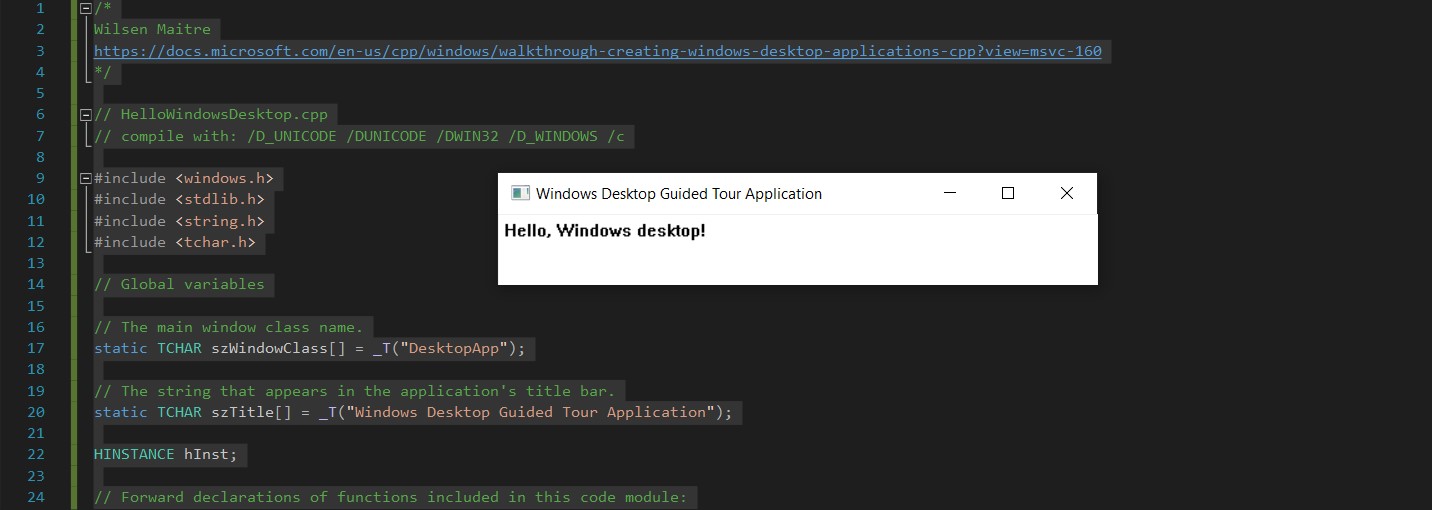 1 /*
2 Wilsen Maitre
3 https://docs.microsoft.com/en-us/cpp/windows/walkthrough-creating-windows-desktop-applications-cpp?view=msvc-160
4 */
5
6 // HelloWindowsDesktop.cpp
7 // compile with: /D_UNICODE /DUNICODE /DWIN32 /D_WINDOWS /c
8
9 #include <windows.h>
10 #include <stdlib.h>
11 #include <string.h>
12 #include <tchar.h>
13
14 // Global variables
15
16 // The main window class name.
17 static TCHAR szWindowClass[] = _T("DesktopApp");
18
19 // The string that appears in the application's title bar.
20 static TCHAR szTitle[] = _T("Windows Desktop Guided Tour Application");
21
22 HINSTANCE hInst;
23
24 // Forward declarations of functions included in this code module:
Windows Desktop Guided Tour Application
Hello, Windows desktop!